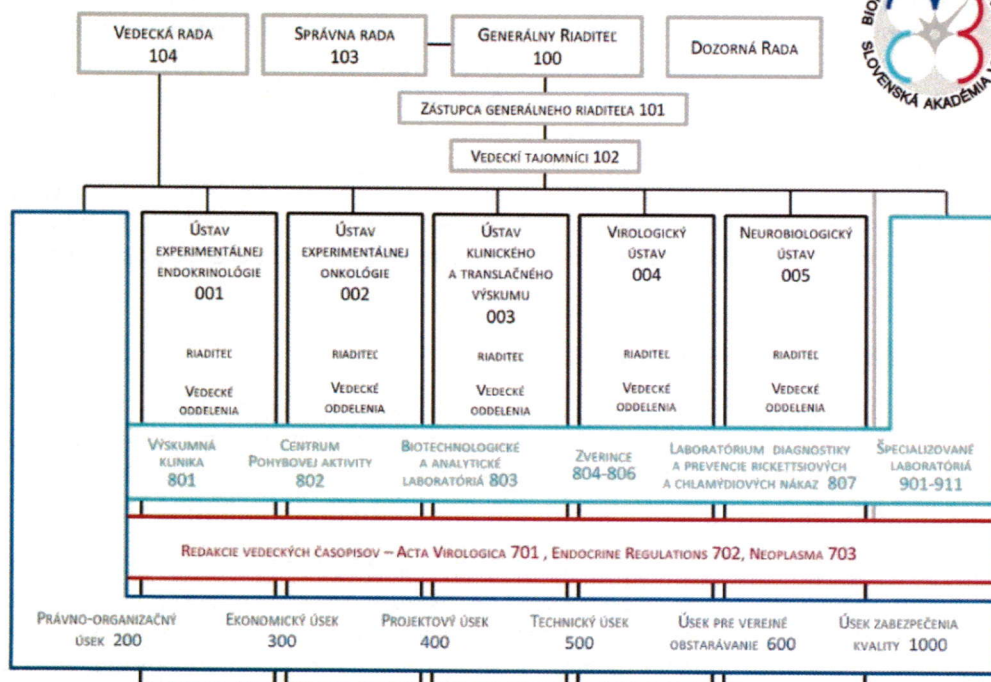 VEDECKÁ RADA
104
SPRÁVNA RADA
103
GENERÁLNY RIADITEĽ
100
DOZORNÁ RADA
SLOVENSKÁ AKADÉMIA
ZÁSTUPCA GENERÁLNEHO RIADITEĽA 101
VEDECKÍ TAJOMNÍCI 102
ÚSTAV
EXPERIMENTÁLNEJ
ENDOKRINOLÓGIE
001
RIADITEĽ
VEDECKÉ
ODDELENIA
ÚSTAV
EXPERIMENTÁLNEJ
ONKOLÓGIE
002
RIADITEĽ
VEDECKÉ
ODDELENIA
ÚSTAV
KLINICKÉHO
A TRANSLAČNÉHO
VÝSKUMU
003
RIADITEĽ
VEDECKÉ
ODDELENIA
VIROLOGICKÝ
ÚSTAV
004
RIADITEĽ
VEDECKÉ
ODDELENIA
NEUROBIOLOGICKÝ
ÚSTAV
005
RIADITEĽ
VEDECKÉ
ODDELENIA
VÝSKUMNÁ
KLINIKA
801
CENTRUM
POHYBOVEJ AKTIVITY
802
BIOTECHNOLOGICKÉ
A ANALYTICKÉ
LABORATÓRIÁ 803
ZVERINCE
804-806
LABORATÓRIUM DIAGNOSTIKY
A PREVENCIE RICKETTSIOVÝCH
A CHLAMÝDIOVÝCH NÁKAZ 807
ŠPECIALIZOVANÉ
LABORATÓRIÁ
901-911
REDAKCIE VEDECKÝCH ČASOPISOV – ACTA VIROLOGICA 701 , ENDOCRINE REGULATIONS 702, NEOPLASMA 703
PRÁVNO-ORGANIZAČNÝ
ÚSEK 200
EKONOMICKÝ ÚSEK
300
PROJEKTOVÝ ÚSEK
400
TECHNICKÝ ÚSEK
500
ÚSEK PRE VEREJNÉ
OBSTARÁVANIE 600
ÚSEK ZABEZPEČENIA
KVALITY 1000